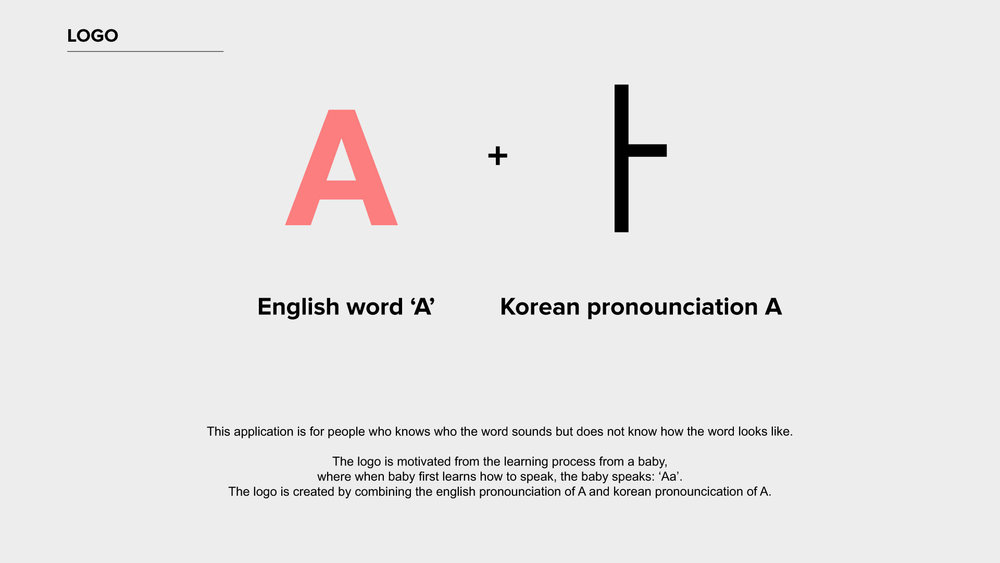 LOGO
A + ㅏ
English word ‘A’ Korean pronounciation A
This application is for people who knows who the word sounds but does not know how the word looks like.
The logo is motivated from the learning process from a baby,
where when baby first learns how to speak, the baby speaks: ‘Aa’.
The logo is created by combining the english pronounciation of A and korean pronouncication of A.